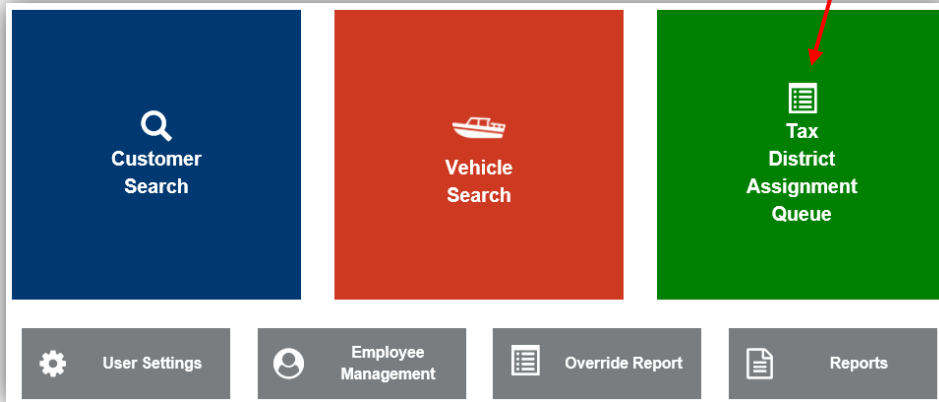 Customer
Search
Vehicle
Search
Tax
District
Assignment
Queue
User Settings
Employee
Management
Override Report
Reports